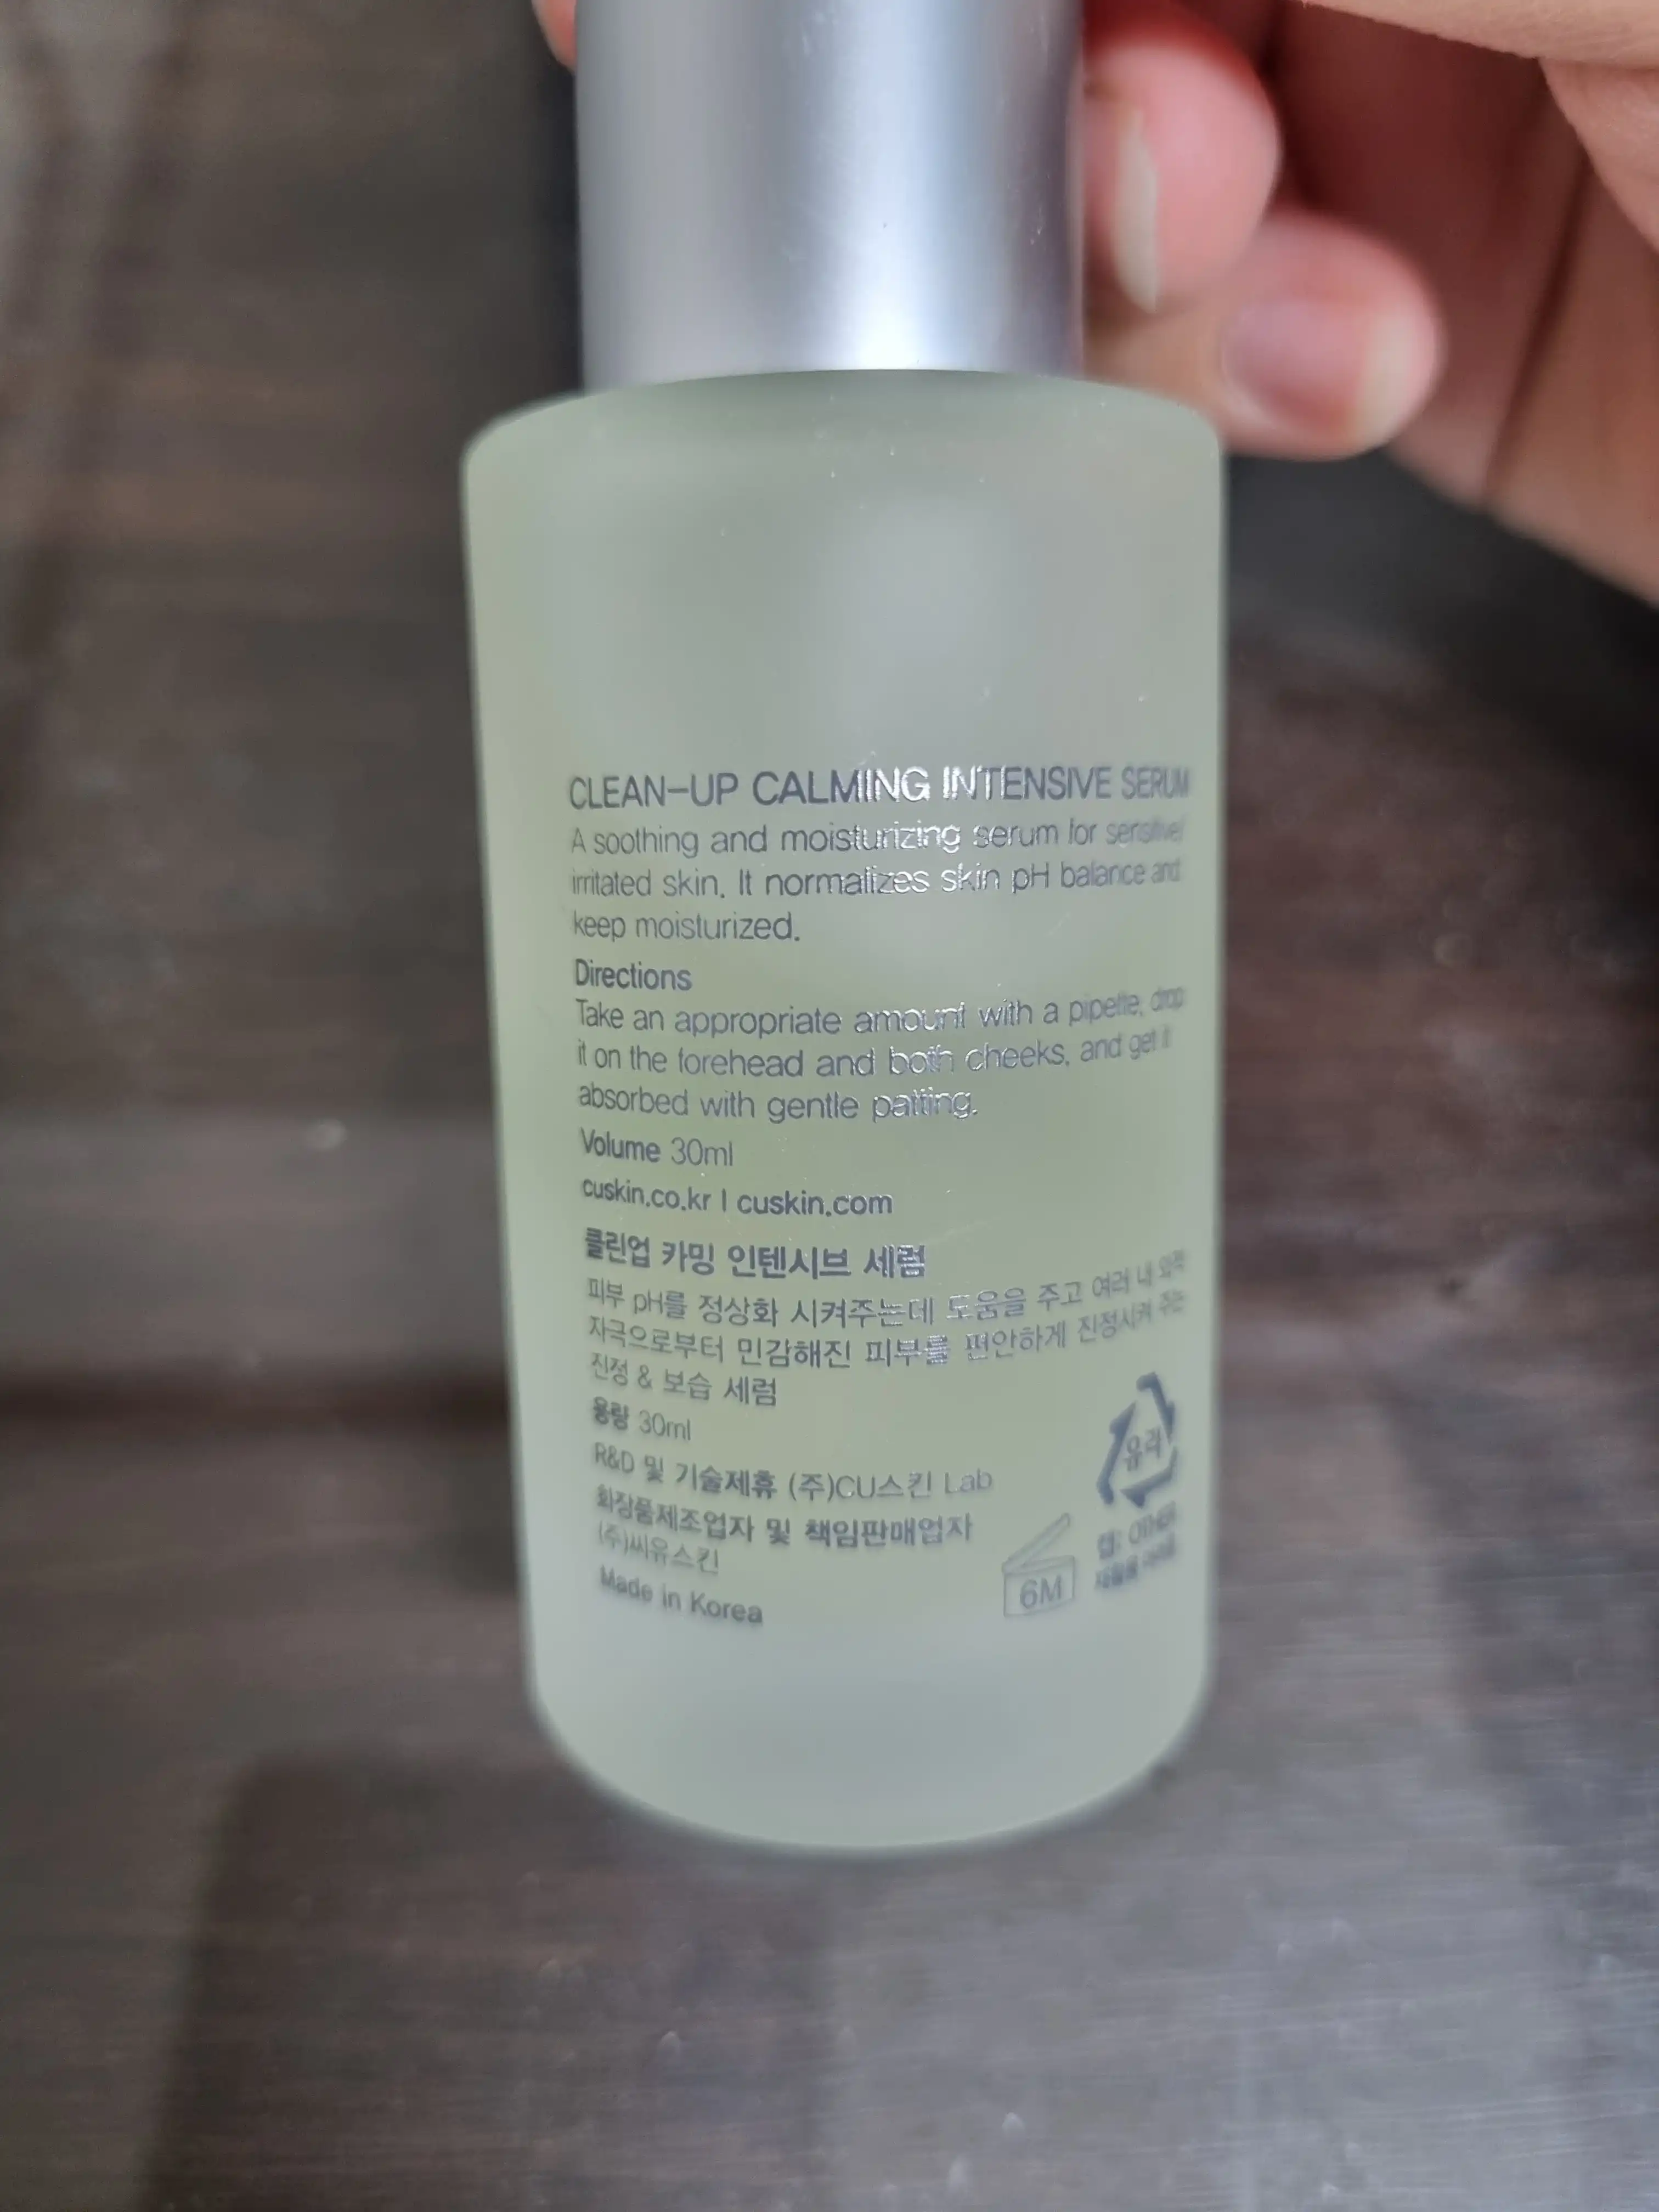 CLEAN-UP CALMING INTENSIVE SERUM
A soothing and moisturizing serum for sensitive/
irritated skin. It normalizes skin pH balance and
keep moisturized.
Directions
Take an appropriate amount with a pipette, drop
it on the forehead and both cheeks, and get it
absorbed with gentle patting.
Volume 30ml
cuskin.co.kr | cuskin.com
클린업 카밍 인텐시브 세럼
피부 pH를 정상화 시켜주는데 도움을 주고 여러 내 외적
자극으로부터 민감해진 피부를 편안하게 진정시켜 주는
진정 & 보습 세럼
용량 30ml
R&D 및 기술제휴 (주)CU스킨 Lab
화장품제조업자 및 책임판매업자
(주)씨유스킨
Made in Korea
6M
유리
캡: OTHER